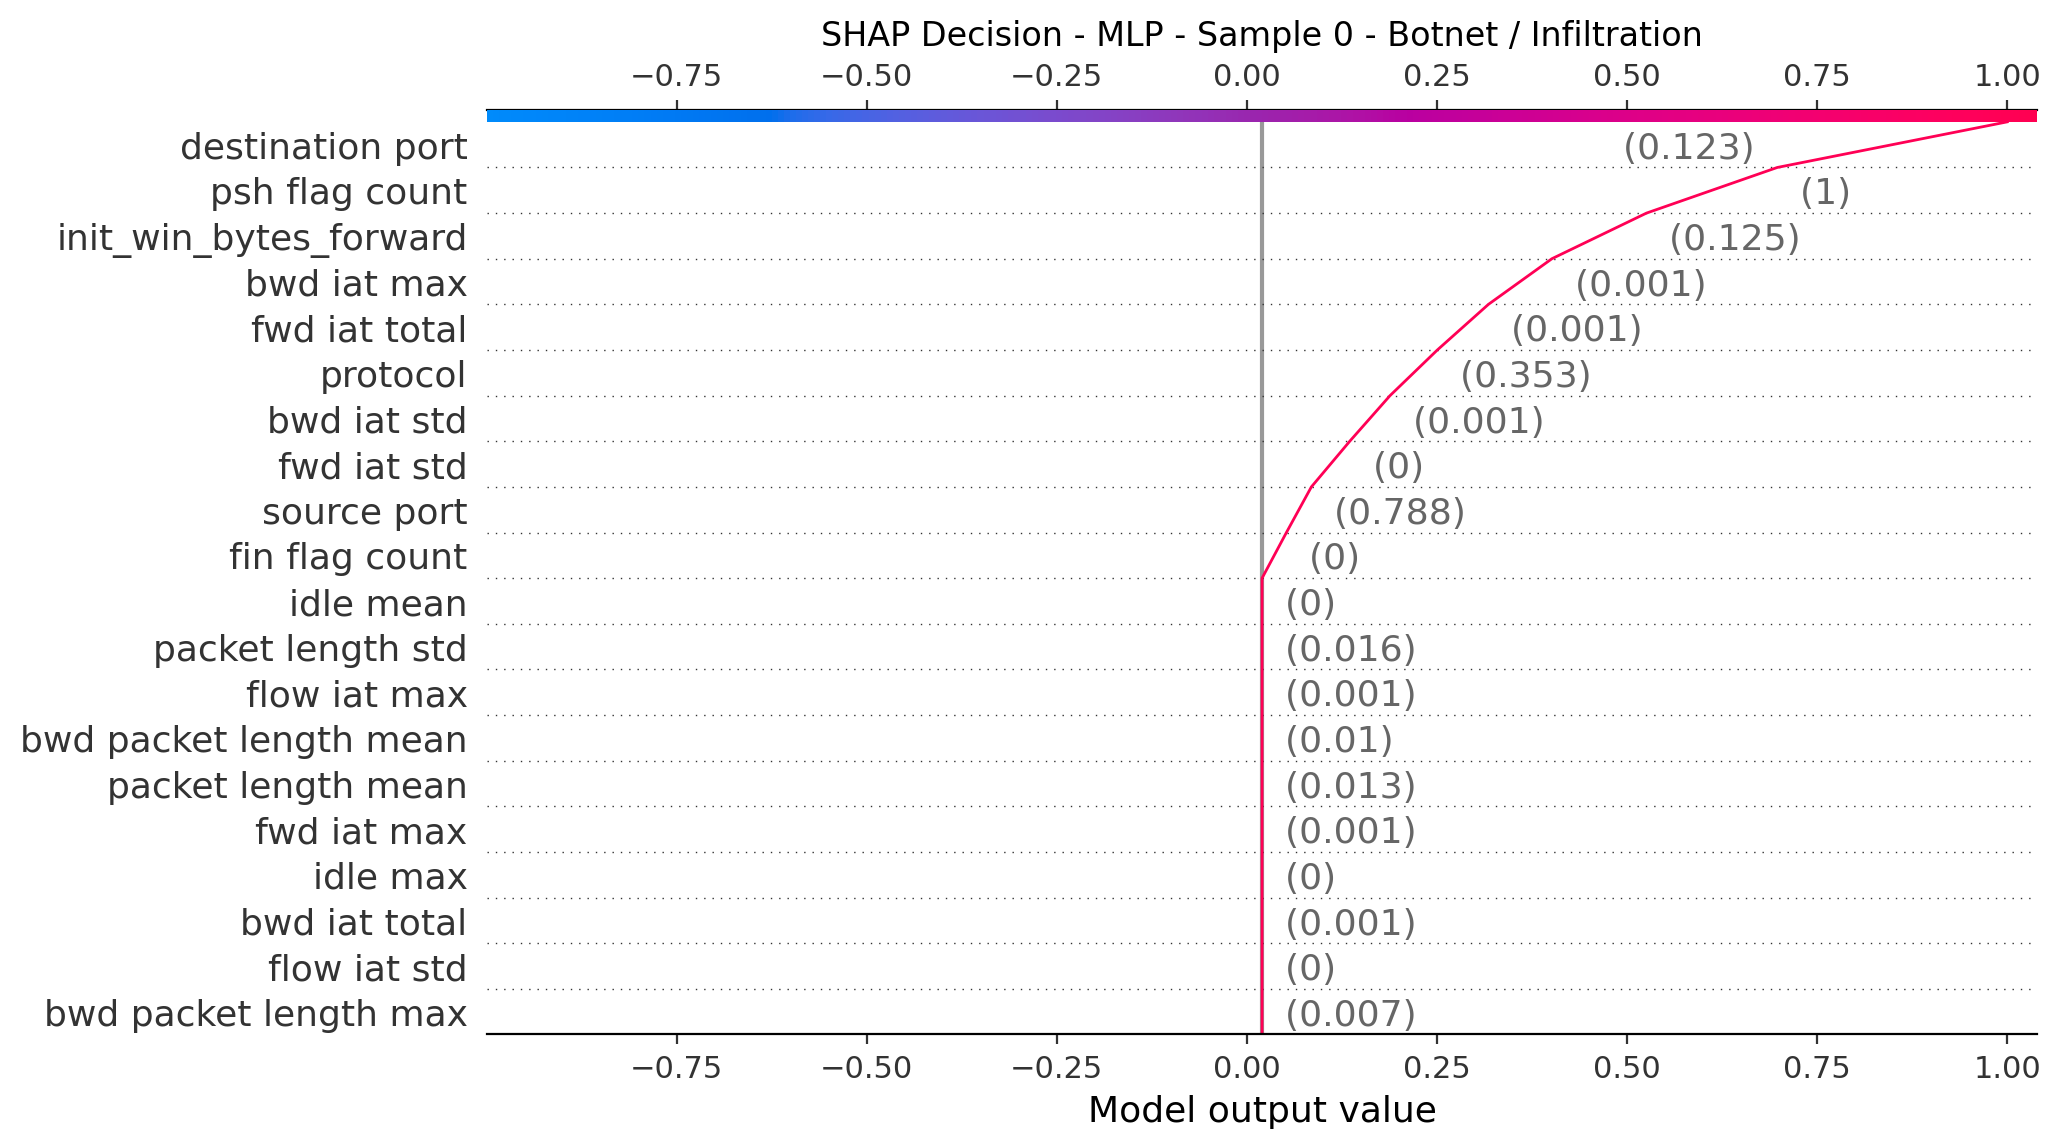 SHAP Decision - MLP - Sample 0 - Botnet / Infiltration
−0.75 −0.50 −0.25 0.00 0.25 0.50 0.75 1.00
destination port (0.123)
psh flag count (1)
init_win_bytes_forward (0.125)
bwd iat max (0.001)
fwd iat total (0.001)
protocol (0.353)
bwd iat std (0.001)
fwd iat std (0)
source port (0.788)
fin flag count (0)
idle mean (0)
packet length std (0.016)
flow iat max (0.001)
bwd packet length mean (0.01)
packet length mean (0.013)
fwd iat max (0.001)
idle max (0)
bwd iat total (0.001)
flow iat std (0)
bwd packet length max (0.007)
−0.75 −0.50 −0.25 0.00 0.25 0.50 0.75 1.00
Model output value